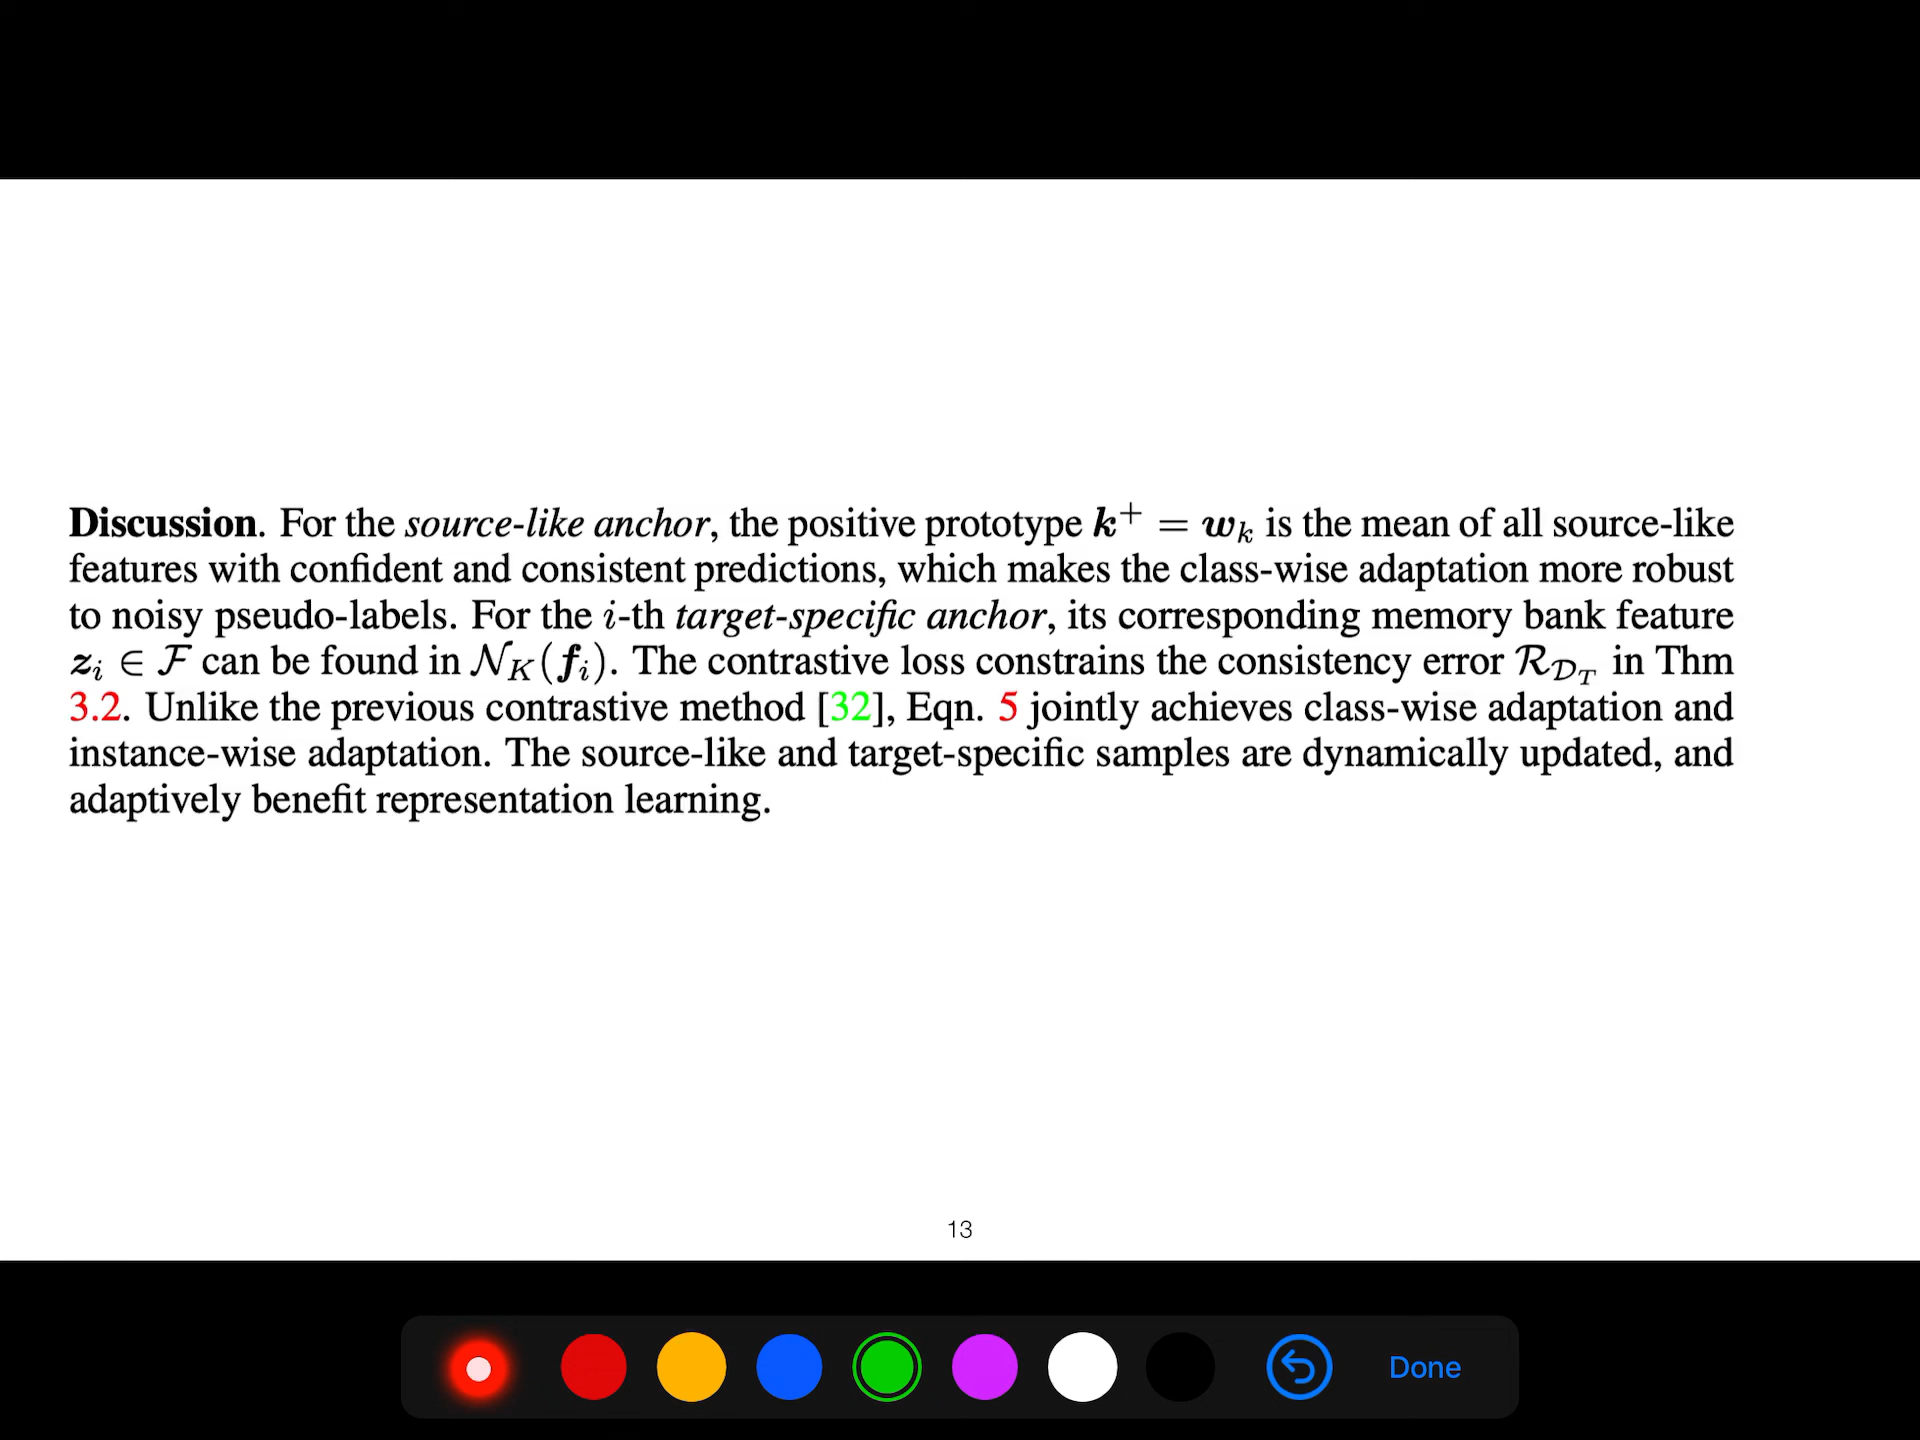 Discussion. For the source-like anchor, the positive prototype k⁺ = wₖ is the mean of all source-like
features with confident and consistent predictions, which makes the class-wise adaptation more robust
to noisy pseudo-labels. For the i-th target-specific anchor, its corresponding memory bank feature
zᵢ ∈ ℱ can be found in 𝒩_K(fᵢ). The contrastive loss constrains the consistency error ℛ_{𝒟_T} in Thm
3.2. Unlike the previous contrastive method [32], Eqn. 5 jointly achieves class-wise adaptation and
instance-wise adaptation. The source-like and target-specific samples are dynamically updated, and
adaptively benefit representation learning.
13
Done